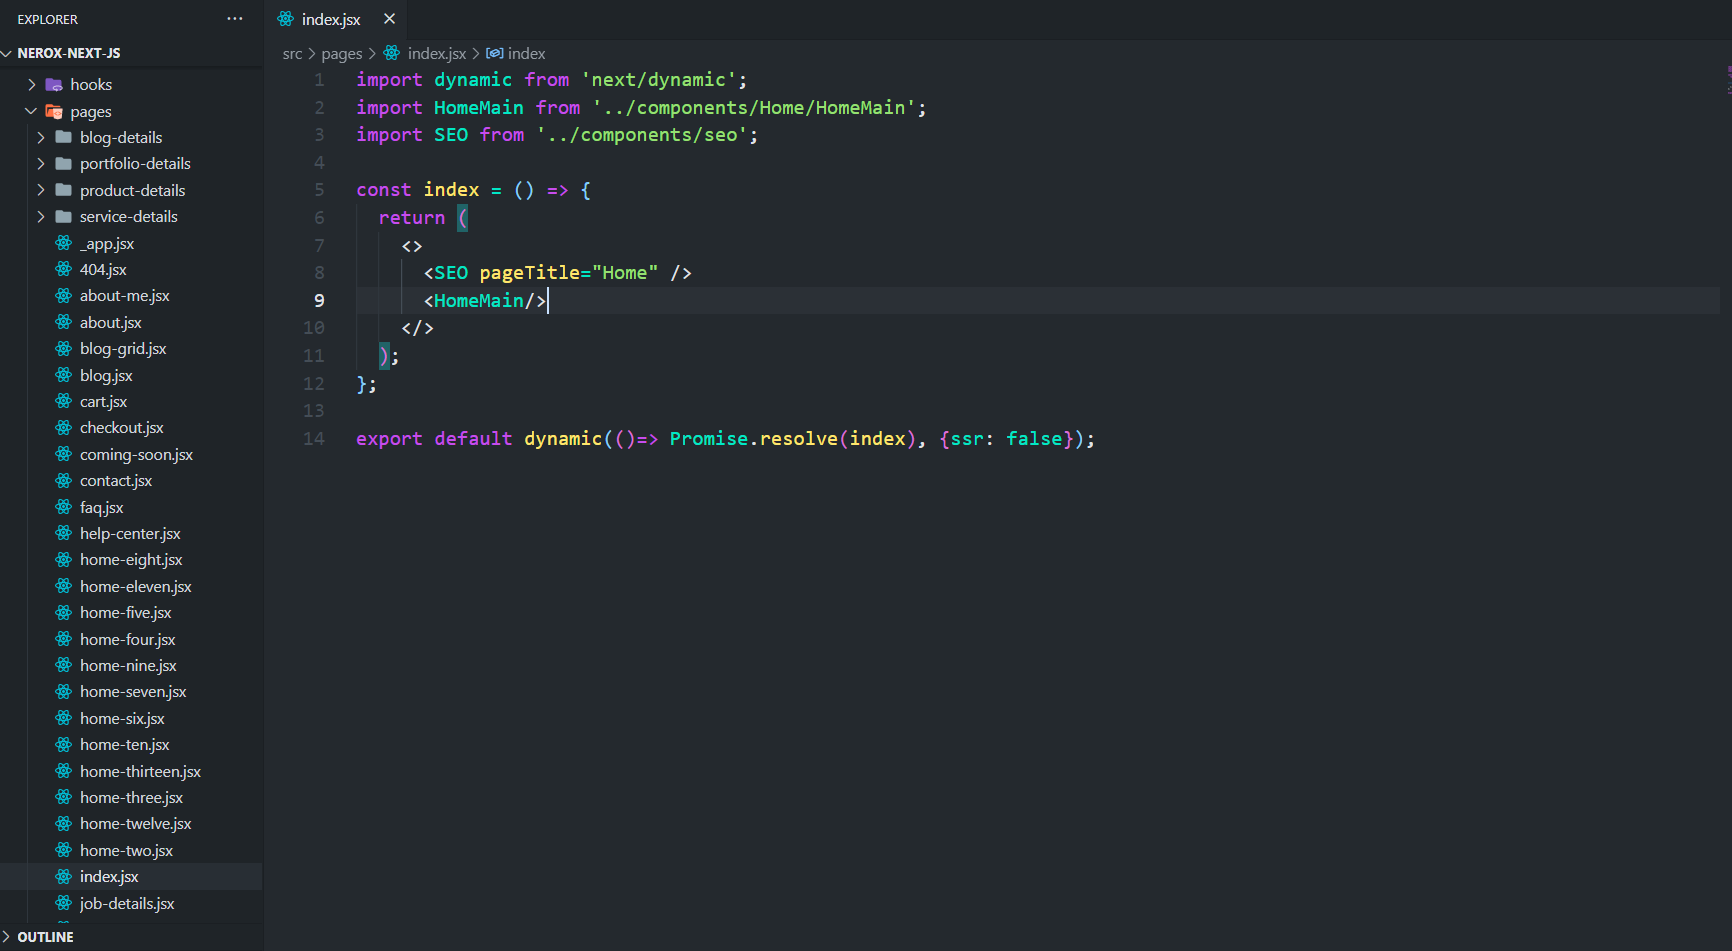 EXPLORER
···
NEROX-NEXT-JS
hooks
pages
blog-details
portfolio-details
product-details
service-details
_app.jsx
404.jsx
about-me.jsx
about.jsx
blog-grid.jsx
blog.jsx
cart.jsx
checkout.jsx
coming-soon.jsx
contact.jsx
faq.jsx
help-center.jsx
home-eight.jsx
home-eleven.jsx
home-five.jsx
home-four.jsx
home-nine.jsx
home-seven.jsx
home-six.jsx
home-ten.jsx
home-thirteen.jsx
home-three.jsx
home-twelve.jsx
home-two.jsx
index.jsx
job-details.jsx
OUTLINE
index.jsx
src > pages > index.jsx > index
1 import dynamic from 'next/dynamic';
2 import HomeMain from '../components/Home/HomeMain';
3 import SEO from '../components/seo';
4
5 const index = () => {
6 return (
7 <>
8 <SEO pageTitle="Home" />
9 <HomeMain/>
10 </>
11 );
12 };
13
14 export default dynamic(()=> Promise.resolve(index), {ssr: false});